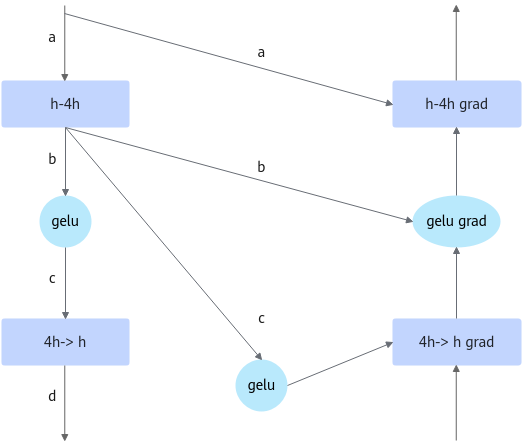 a
a
h-4h
h-4h grad
b
b
gelu
gelu grad
c
c
4h-> h
4h-> h grad
gelu
d